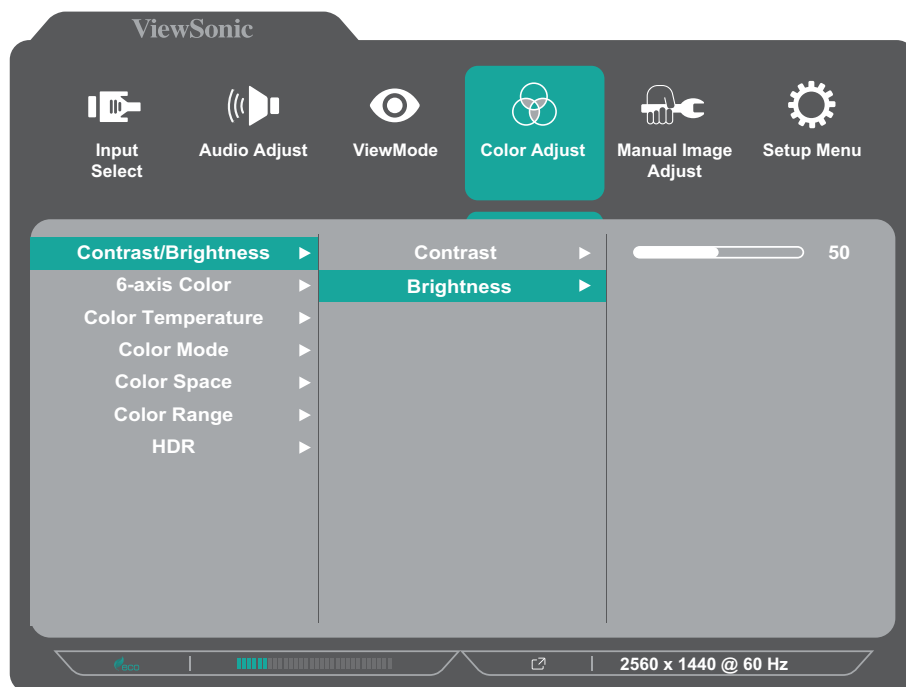 ViewSonic
Input
Select
Audio Adjust
ViewMode
Color Adjust
Manual Image
Adjust
Setup Menu
Contrast/Brightness
6-axis Color
Color Temperature
Color Mode
Color Space
Color Range
HDR
Contrast
Brightness
50
eco
2560 x 1440 @ 60 Hz